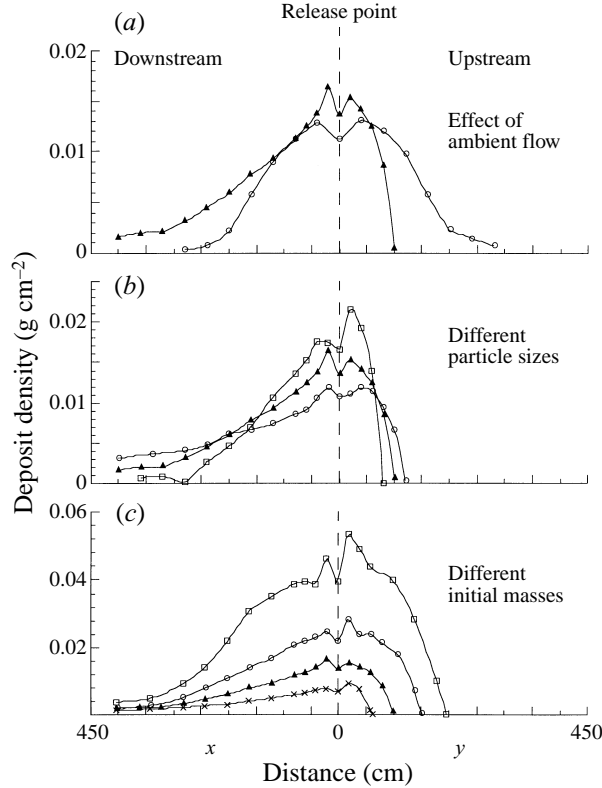 Release point
(a)
0.02
Downstream
Upstream
Effect of
ambient flow
0.01
0
(b)
0.02
Different
particle sizes
0.01
0
Deposit density (g cm⁻²)
(c)
0.06
Different
initial masses
0.04
0.02
450
x
0
y
450
Distance (cm)